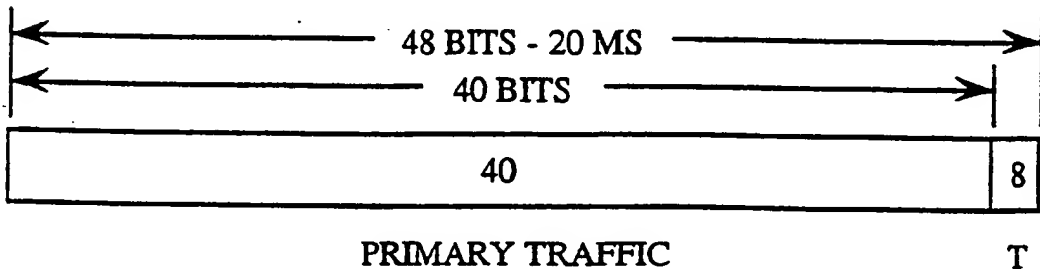 48 BITS - 20 MS
40 BITS
40 8
PRIMARY TRAFFIC T